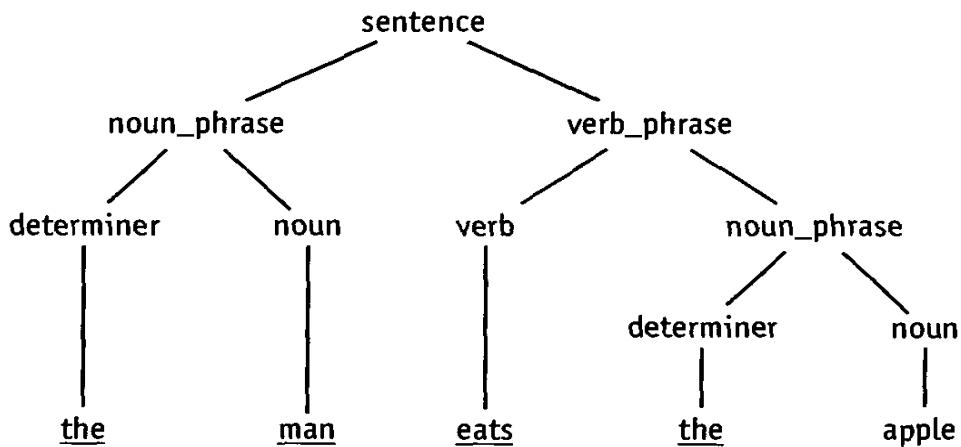 sentence
noun_phrase verb_phrase
determiner noun verb noun_phrase
determiner noun
the man eats the apple